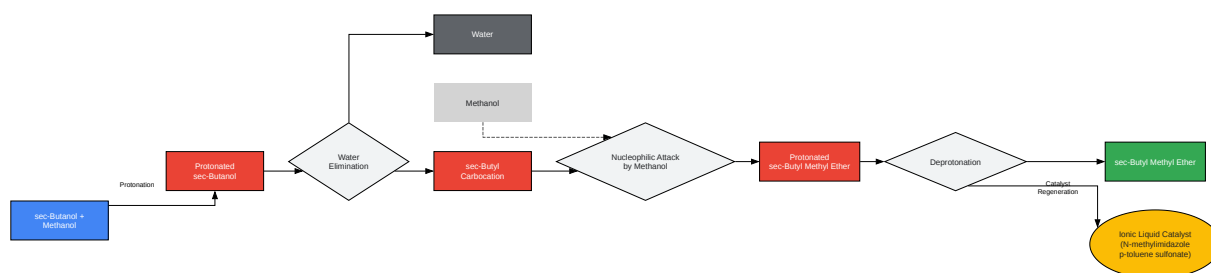 Water
Methanol
Water
Elimination
Nucleophilic Attack
by Methanol
Protonated
sec-Butanol
sec-Butyl
Carbocation
Protonated
sec-Butyl Methyl Ether
Deprotonation
sec-Butyl Methyl Ether
Protonation
Catalyst
Regeneration
sec-Butanol +
Methanol
Ionic Liquid Catalyst
(N-methylimidazole
p-toluene sulfonate)